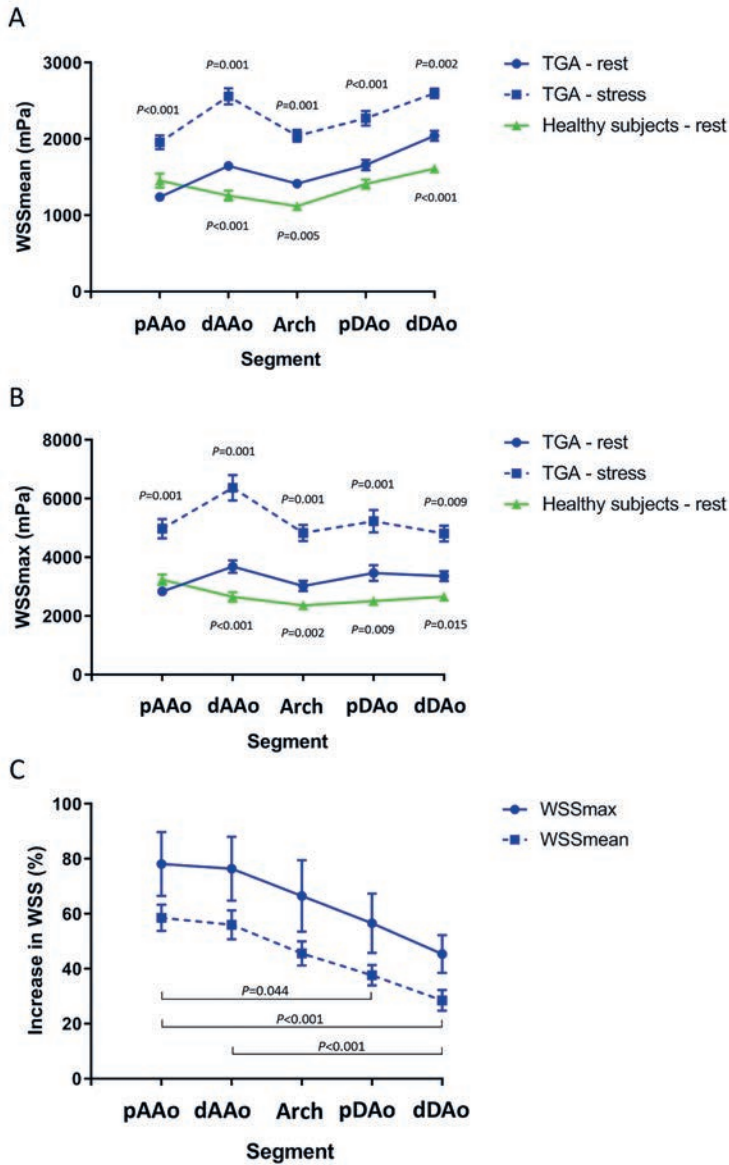 A
3000
2000
1000
0
WSSmean (mPa)
P<0.001
P=0.001
P=0.001
P<0.001
P=0.002
P<0.001
P=0.005
P<0.001
pAAo dAAo Arch pDAo dDAo
Segment
TGA - rest
TGA - stress
Healthy subjects - rest
B
8000
6000
4000
2000
0
WSSmax (mPa)
P=0.001
P=0.001
P=0.001
P=0.001
P=0.009
P<0.001
P=0.002
P=0.009
P=0.015
pAAo dAAo Arch pDAo dDAo
Segment
TGA - rest
TGA - stress
Healthy subjects - rest
C
100
80
60
40
20
0
Increase in WSS (%)
P=0.044
P<0.001
P<0.001
pAAo dAAo Arch pDAo dDAo
Segment
WSSmax
WSSmean